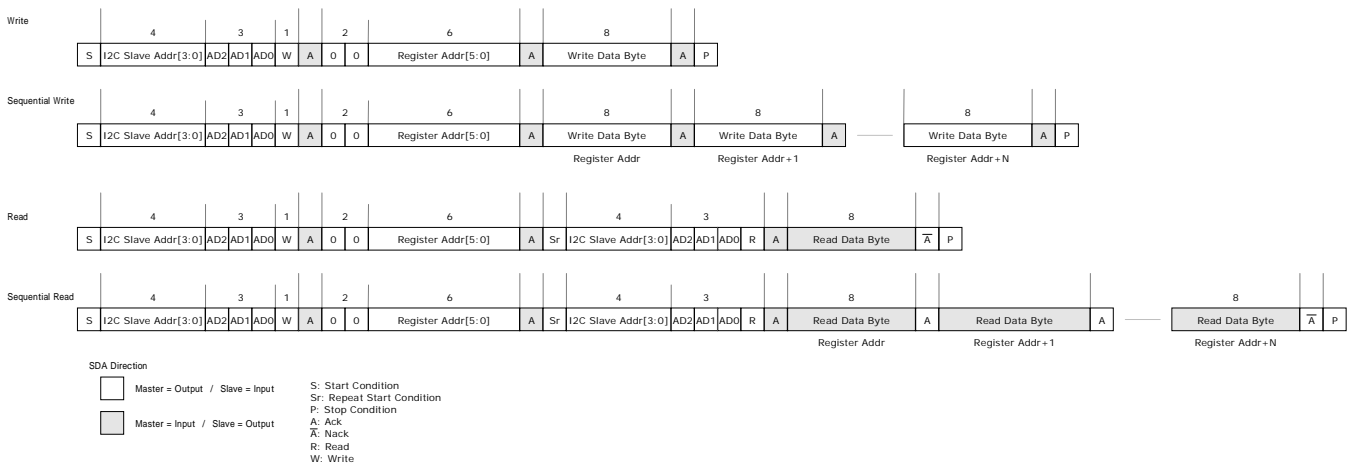 Write
4 3 1 2 6 8
S I2C Slave Addr[3:0] AD2 AD1 AD0 W A 0 0 Register Addr[5:0] A Write Data Byte A P
Sequential Write
4 3 1 2 6 8 8 8
S I2C Slave Addr[3:0] AD2 AD1 AD0 W A 0 0 Register Addr[5:0] A Write Data Byte A Write Data Byte A Write Data Byte A P
Register Addr Register Addr+1 Register Addr+N
Read
4 3 1 2 6 4 3 8
S I2C Slave Addr[3:0] AD2 AD1 AD0 W A 0 0 Register Addr[5:0] A Sr I2C Slave Addr[3:0] AD2 AD1 AD0 R A Read Data Byte A̅ P
Sequential Read
4 3 1 2 6 4 3 8 8
S I2C Slave Addr[3:0] AD2 AD1 AD0 W A 0 0 Register Addr[5:0] A Sr I2C Slave Addr[3:0] AD2 AD1 AD0 R A Read Data Byte A Read Data Byte A Read Data Byte A̅ P
Register Addr Register Addr+1 Register Addr+N
SDA Direction
Master = Output / Slave = Input
Master = Input / Slave = Output
S: Start Condition
Sr: Repeat Start Condition
P: Stop Condition
A: Ack
A̅: Nack
R: Read
W: Write